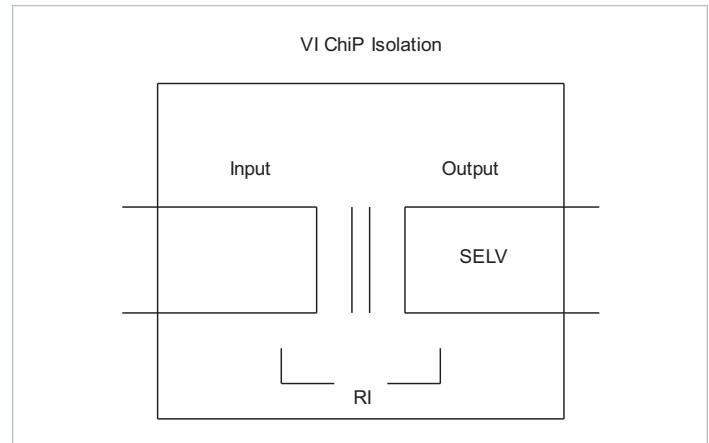 VI ChiP Isolation
Input
Output
SELV
RI